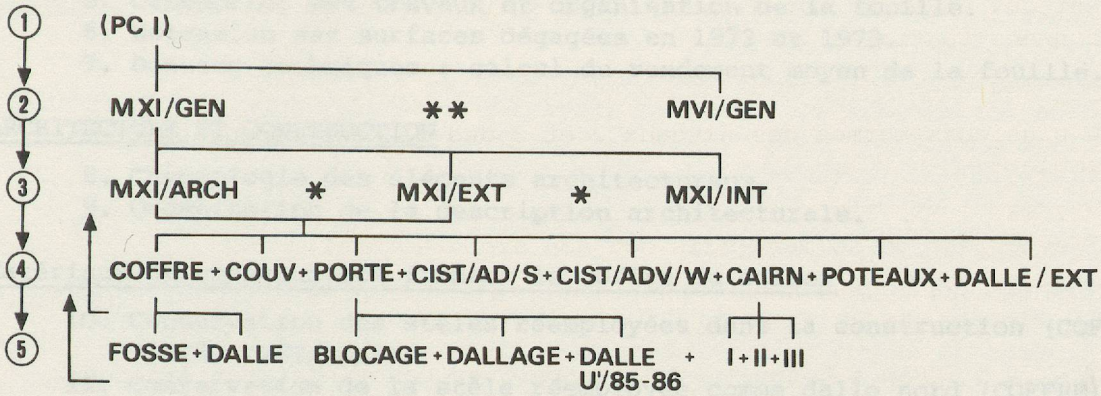 1 (PC I)
2 MXI/GEN ** MVI/GEN
3 MXI/ARCH * MXI/EXT * MXI/INT
4 COFFRE + COUV + PORTE + CIST/AD/S + CIST/ADV/W + CAIRN + POTEAUX + DALLE / EXT
5 FOSSE + DALLE BLOCAGE + DALLAGE + DALLE + I + II + III
U'/85-86